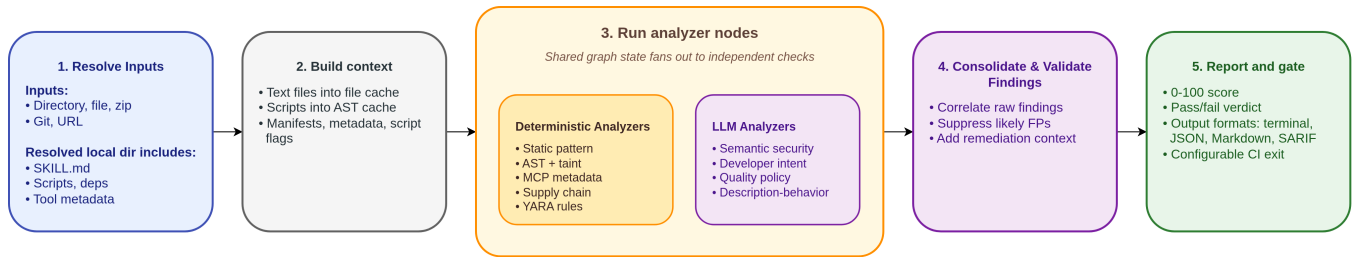 1. Resolve Inputs
Inputs:
• Directory, file, zip
• Git, URL
Resolved local dir includes:
• SKILL.md
• Scripts, deps
• Tool metadata
2. Build context
• Text files into file cache
• Scripts into AST cache
• Manifests, metadata, script
flags
3. Run analyzer nodes
Shared graph state fans out to independent checks
Deterministic Analyzers
• Static pattern
• AST + taint
• MCP metadata
• Supply chain
• YARA rules
LLM Analyzers
• Semantic security
• Developer intent
• Quality policy
• Description-behavior
4. Consolidate & Validate
Findings
• Correlate raw findings
• Suppress likely FPs
• Add remediation context
5. Report and gate
• 0-100 score
• Pass/fail verdict
• Output formats: terminal,
JSON, Markdown, SARIF
• Configurable CI exit